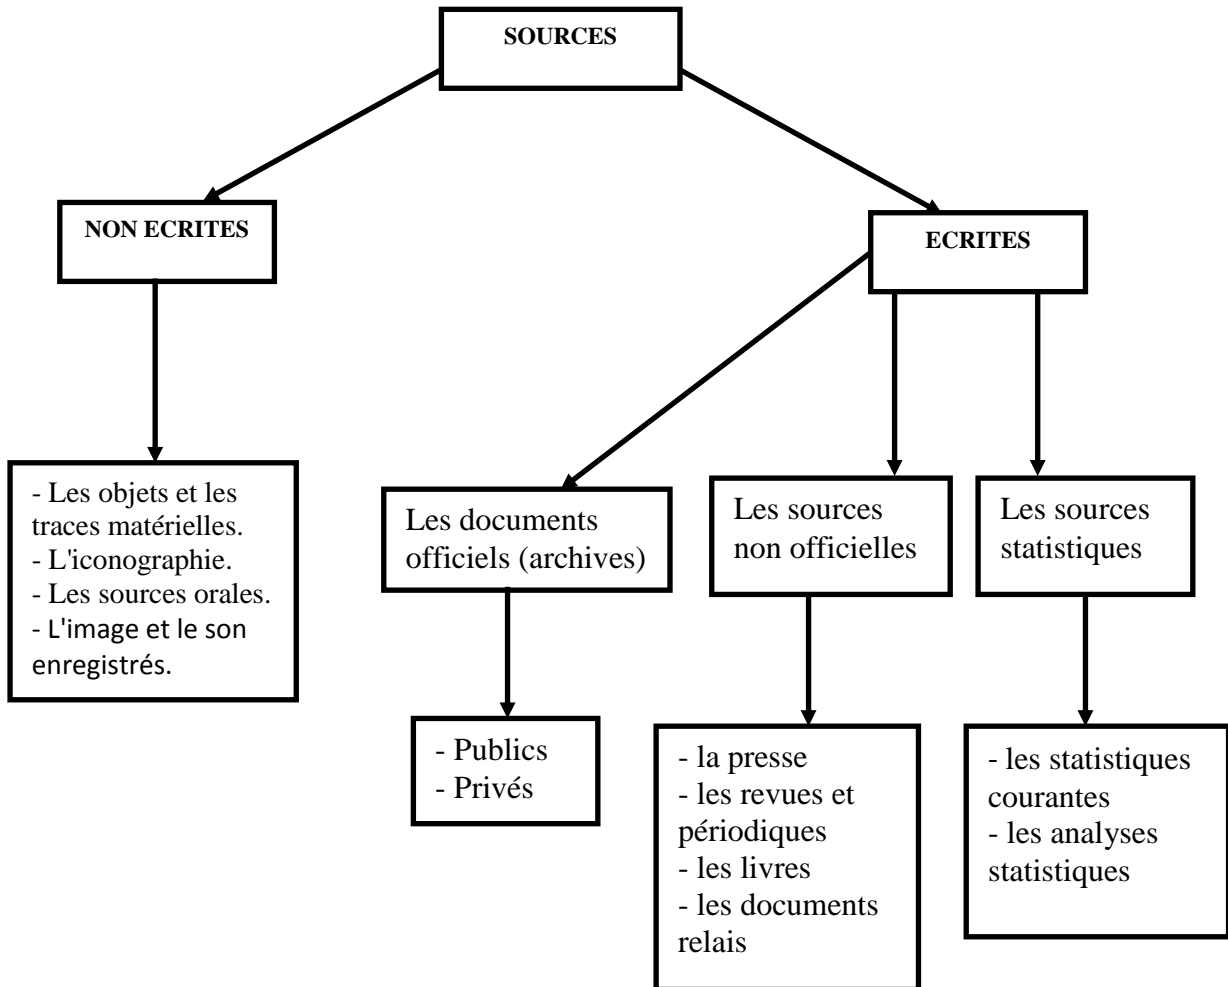 SOURCES
NON ECRITES
ECRITES
- Les objets et les
traces matérielles.
- L'iconographie.
- Les sources orales.
- L'image et le son
enregistrés.
Les documents
officiels (archives)
Les sources
non officielles
Les sources
statistiques
- Publics
- Privés
- la presse
- les revues et
périodiques
- les livres
- les documents
relais
- les statistiques
courantes
- les analyses
statistiques